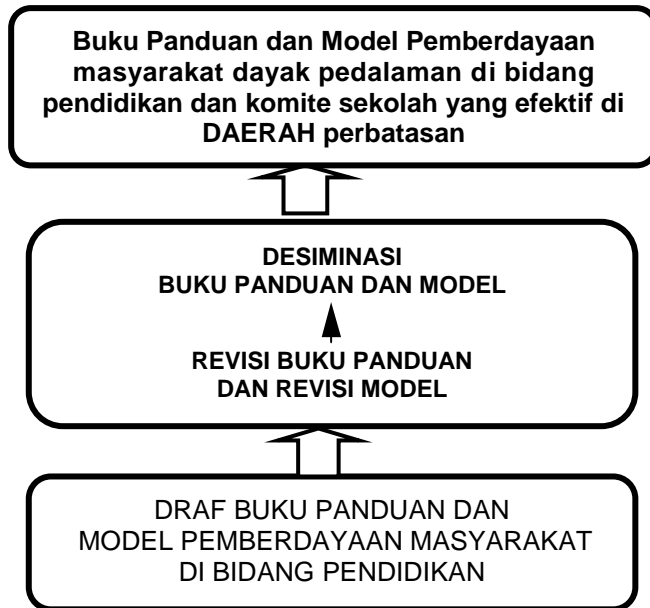 Buku Panduan dan Model Pemberdayaan
masyarakat dayak pedalaman di bidang
pendidikan dan komite sekolah yang efektif di
DAERAH perbatasan
DESIMINASI
BUKU PANDUAN DAN MODEL
REVISI BUKU PANDUAN
DAN REVISI MODEL
DRAF BUKU PANDUAN DAN
MODEL PEMBERDAYAAN MASYARAKAT
DI BIDANG PENDIDIKAN